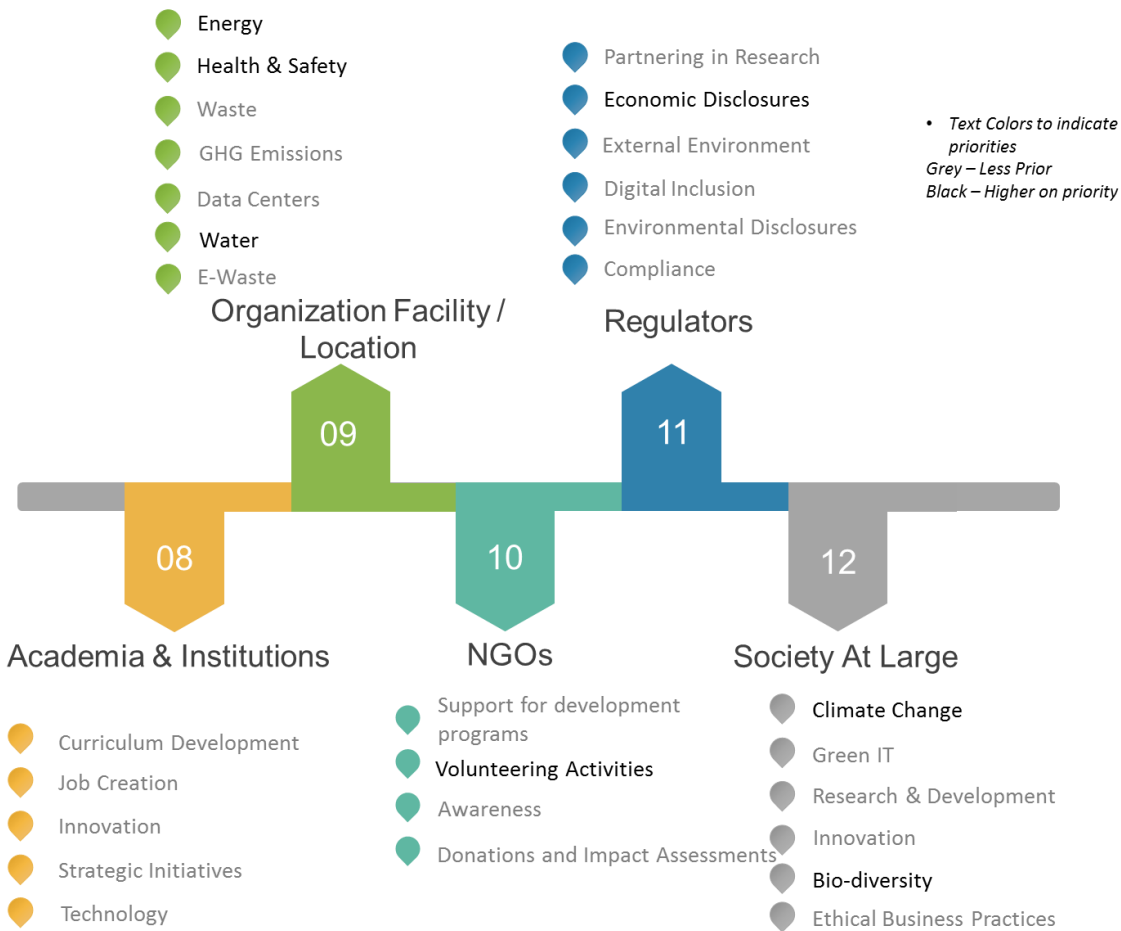 Energy
Health & Safety
Waste
GHG Emissions
Data Centers
Water
E-Waste
Organization Facility /
Location
Partnering in Research
Economic Disclosures
External Environment
Digital Inclusion
Environmental Disclosures
Compliance
Regulators
• Text Colors to indicate
priorities
Grey – Less Prior
Black – Higher on priority
09
11
08
10
12
Academia & Institutions
Curriculum Development
Job Creation
Innovation
Strategic Initiatives
Technology
NGOs
Support for development
programs
Volunteering Activities
Awareness
Donations and Impact Assessments
Society At Large
Climate Change
Green IT
Research & Development
Innovation
Bio-diversity
Ethical Business Practices